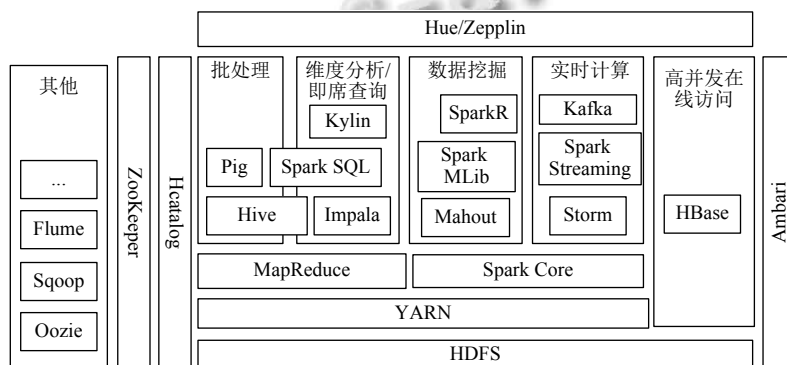 Hue/Zepplin
其他
...
Flume
Sqoop
Oozie
ZooKeeper
Hcatalog
批处理
Pig
Hive
维度分析/
即席查询
Kylin
Spark SQL
Impala
数据挖掘
SparkR
Spark
MLib
Mahout
实时计算
Kafka
Spark
Streaming
Storm
高并发在
线访问
HBase
Ambari
MapReduce
Spark Core
YARN
HDFS